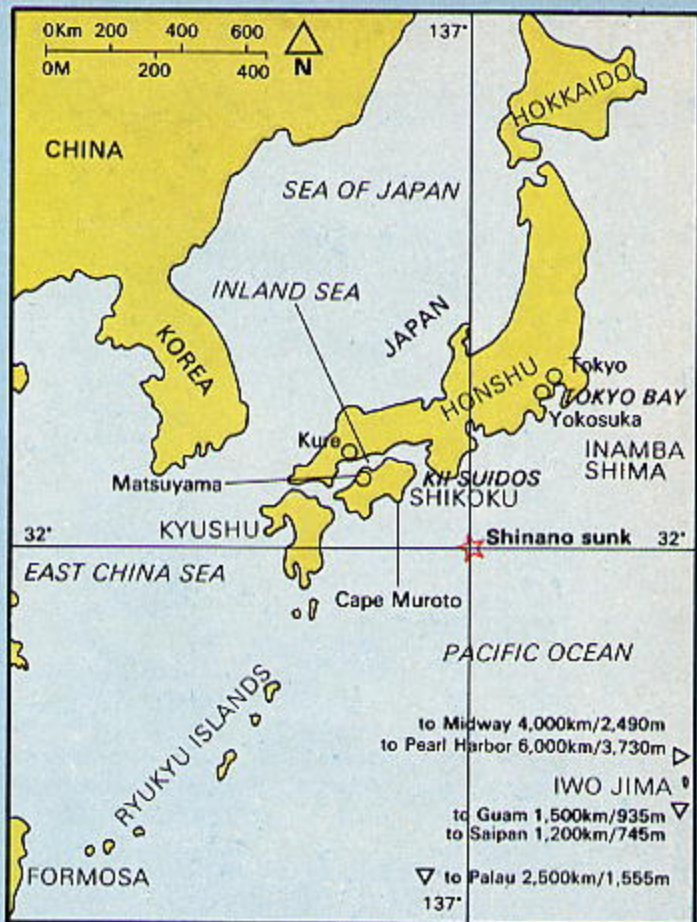 0Km 200 400 600
0M 200 400
N
137°
HOKKAIDO
CHINA
SEA OF JAPAN
INLAND SEA
JAPAN
KOREA
HONSHU
Tokyo
TOKYO BAY
Yokosuka
Kure
INAMBA
SHIMA
Matsuyama
KII SUIDOS
SHIKOKU
KYUSHU
32°
Shinano sunk
32°
EAST CHINA SEA
Cape Muroto
PACIFIC OCEAN
RYUKYU ISLANDS
to Midway 4,000km/2,490m
to Pearl Harbor 6,000km/3,730m
IWO JIMA
to Guam 1,500km/935m
to Saipan 1,200km/745m
FORMOSA
to Palau 2,500km/1,555m
137°